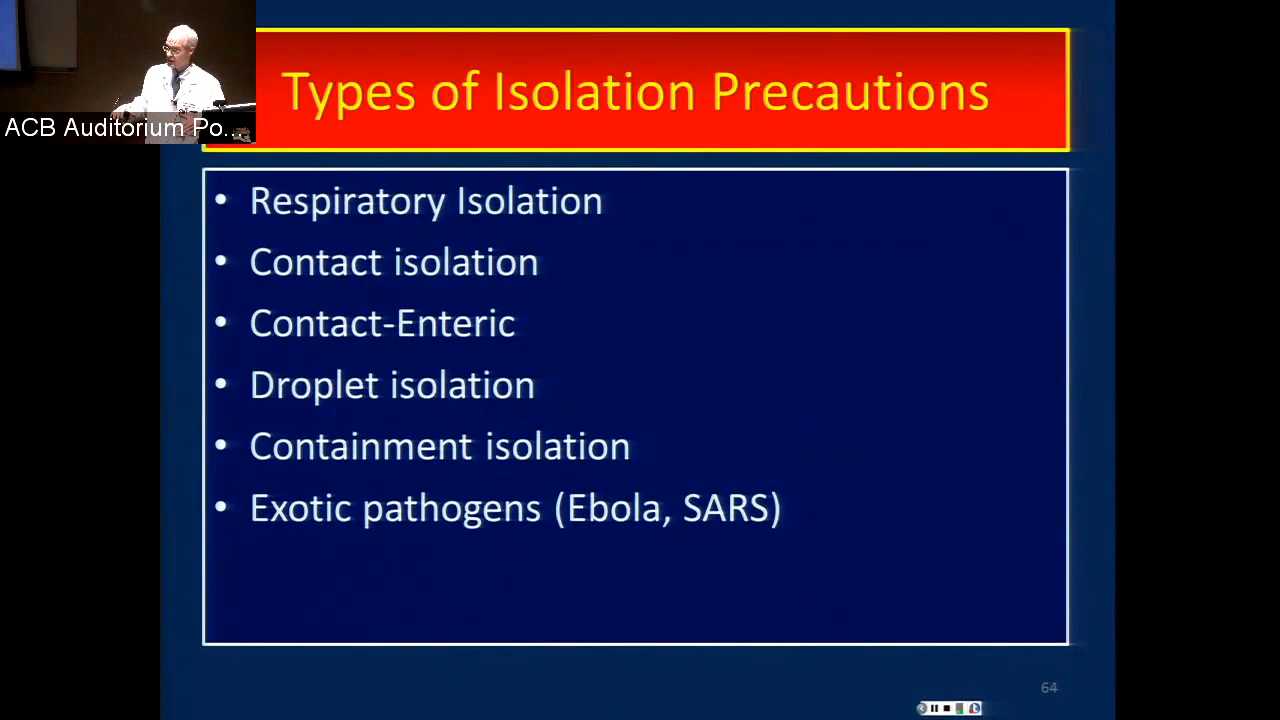 Types of Isolation Precautions
ACB Auditorium Po...
• Respiratory Isolation
• Contact isolation
• Contact-Enteric
• Droplet isolation
• Containment isolation
• Exotic pathogens (Ebola, SARS)
64